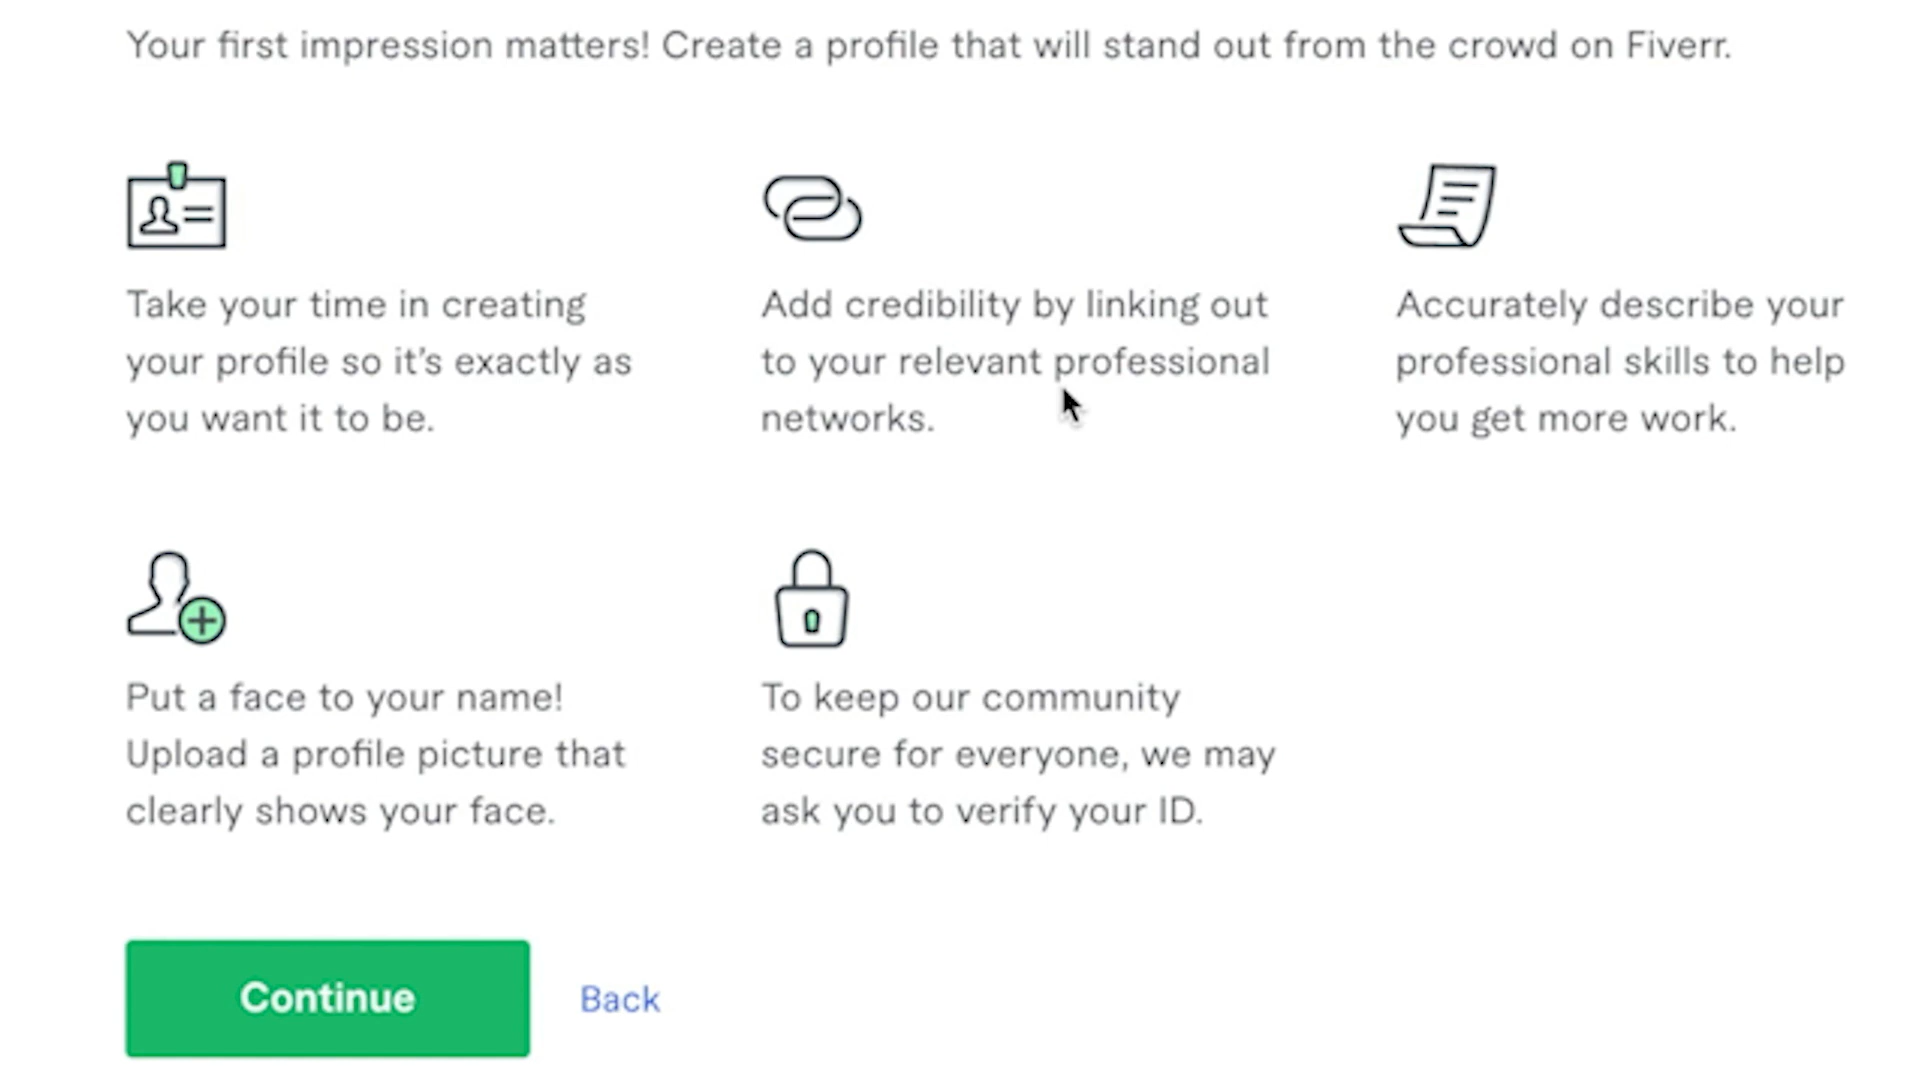 Your first impression matters! Create a profile that will stand out from the crowd on Fiverr.
Take your time in creating
your profile so it's exactly as
you want it to be.
Add credibility by linking out
to your relevant professional
networks.
Accurately describe your
professional skills to help
you get more work.
Put a face to your name!
Upload a profile picture that
clearly shows your face.
To keep our community
secure for everyone, we may
ask you to verify your ID.
Continue
Back